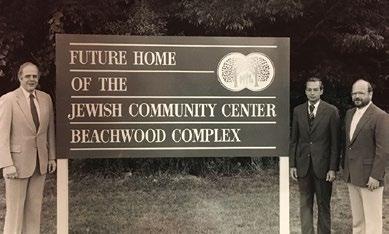 FUTURE HOME
OF THE
JEWISH COMMUNITY CENTER
BEACHWOOD COMPLEX